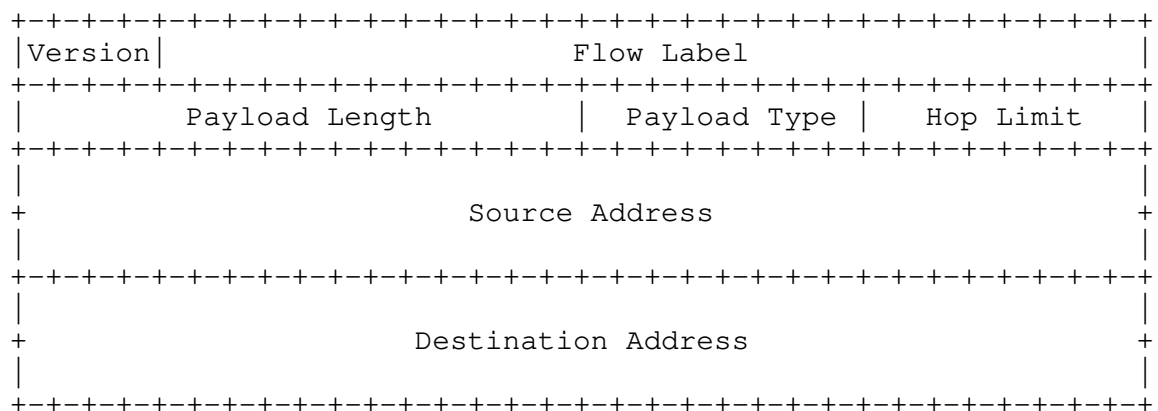 +-+-+-+-+-+-+-+-+-+-+-+-+-+-+-+-+-+-+-+-+-+-+-+-+-+-+-+-+-+-+-+-+
|Version|                       Flow Label                      |
+-+-+-+-+-+-+-+-+-+-+-+-+-+-+-+-+-+-+-+-+-+-+-+-+-+-+-+-+-+-+-+-+
|         Payload Length        |  Payload Type |   Hop Limit   |
+-+-+-+-+-+-+-+-+-+-+-+-+-+-+-+-+-+-+-+-+-+-+-+-+-+-+-+-+-+-+-+-+
|                                                               |
+                         Source Address                        +
|                                                               |
+-+-+-+-+-+-+-+-+-+-+-+-+-+-+-+-+-+-+-+-+-+-+-+-+-+-+-+-+-+-+-+-+
|                                                               |
+                      Destination Address                      +
|                                                               |
+-+-+-+-+-+-+-+-+-+-+-+-+-+-+-+-+-+-+-+-+-+-+-+-+-+-+-+-+-+-+-+-+